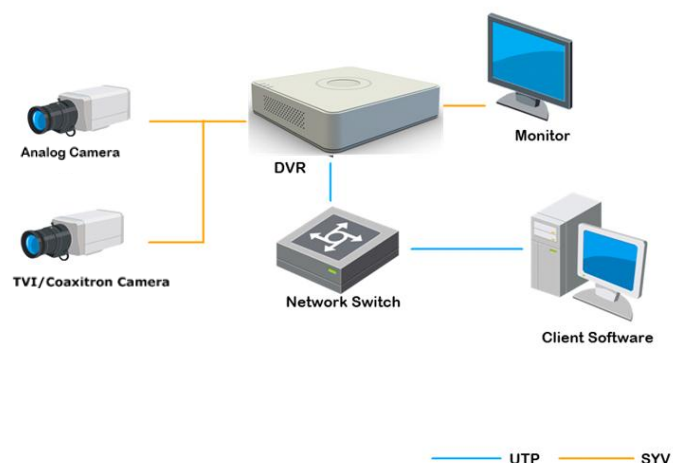 Analog Camera
DVR
Monitor
TVI/Coaxitron Camera
Network Switch
Client Software
UTP
SYV